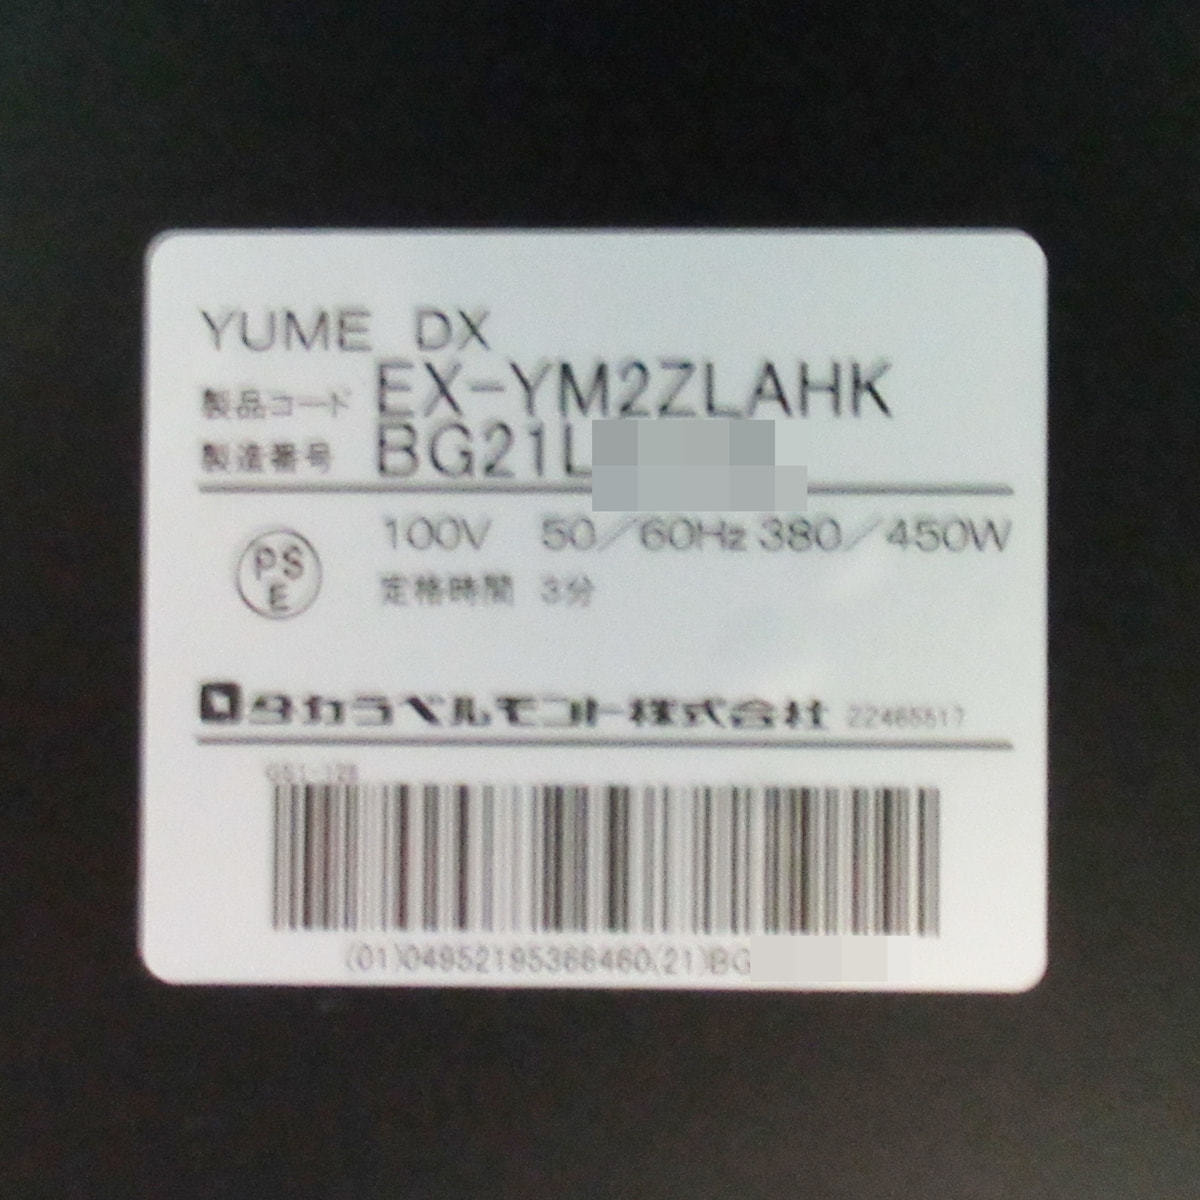 YUME DX
製品コード EX-YM2ZLAHK
製造番号 BG21L
PS
E
100V 50/60Hz 380/450W
定格時間 3分
タカラベルモント株式会社 22465517
GS1-128
(01)04952195366460(21)BG